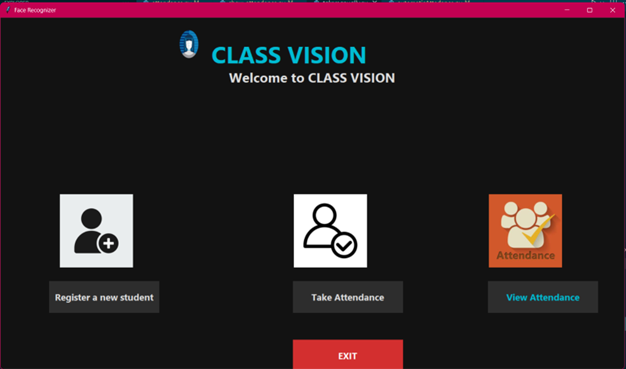 Face Recognizer
CLASS VISION
Welcome to CLASS VISION
Attendance
Register a new student
Take Attendance
View Attendance
EXIT